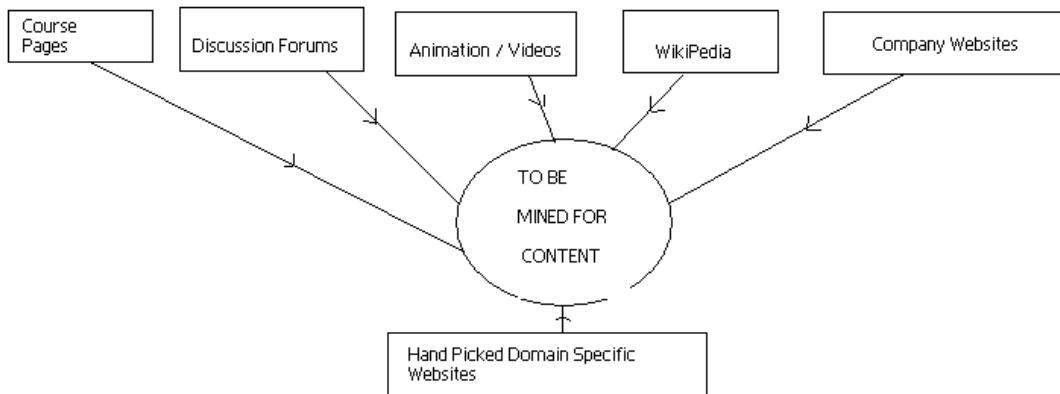 Course
Pages
Discussion Forums
Animation / Videos
WikiPedia
Company Websites
TO BE
MINED FOR
CONTENT
Hand Picked Domain Specific
Websites